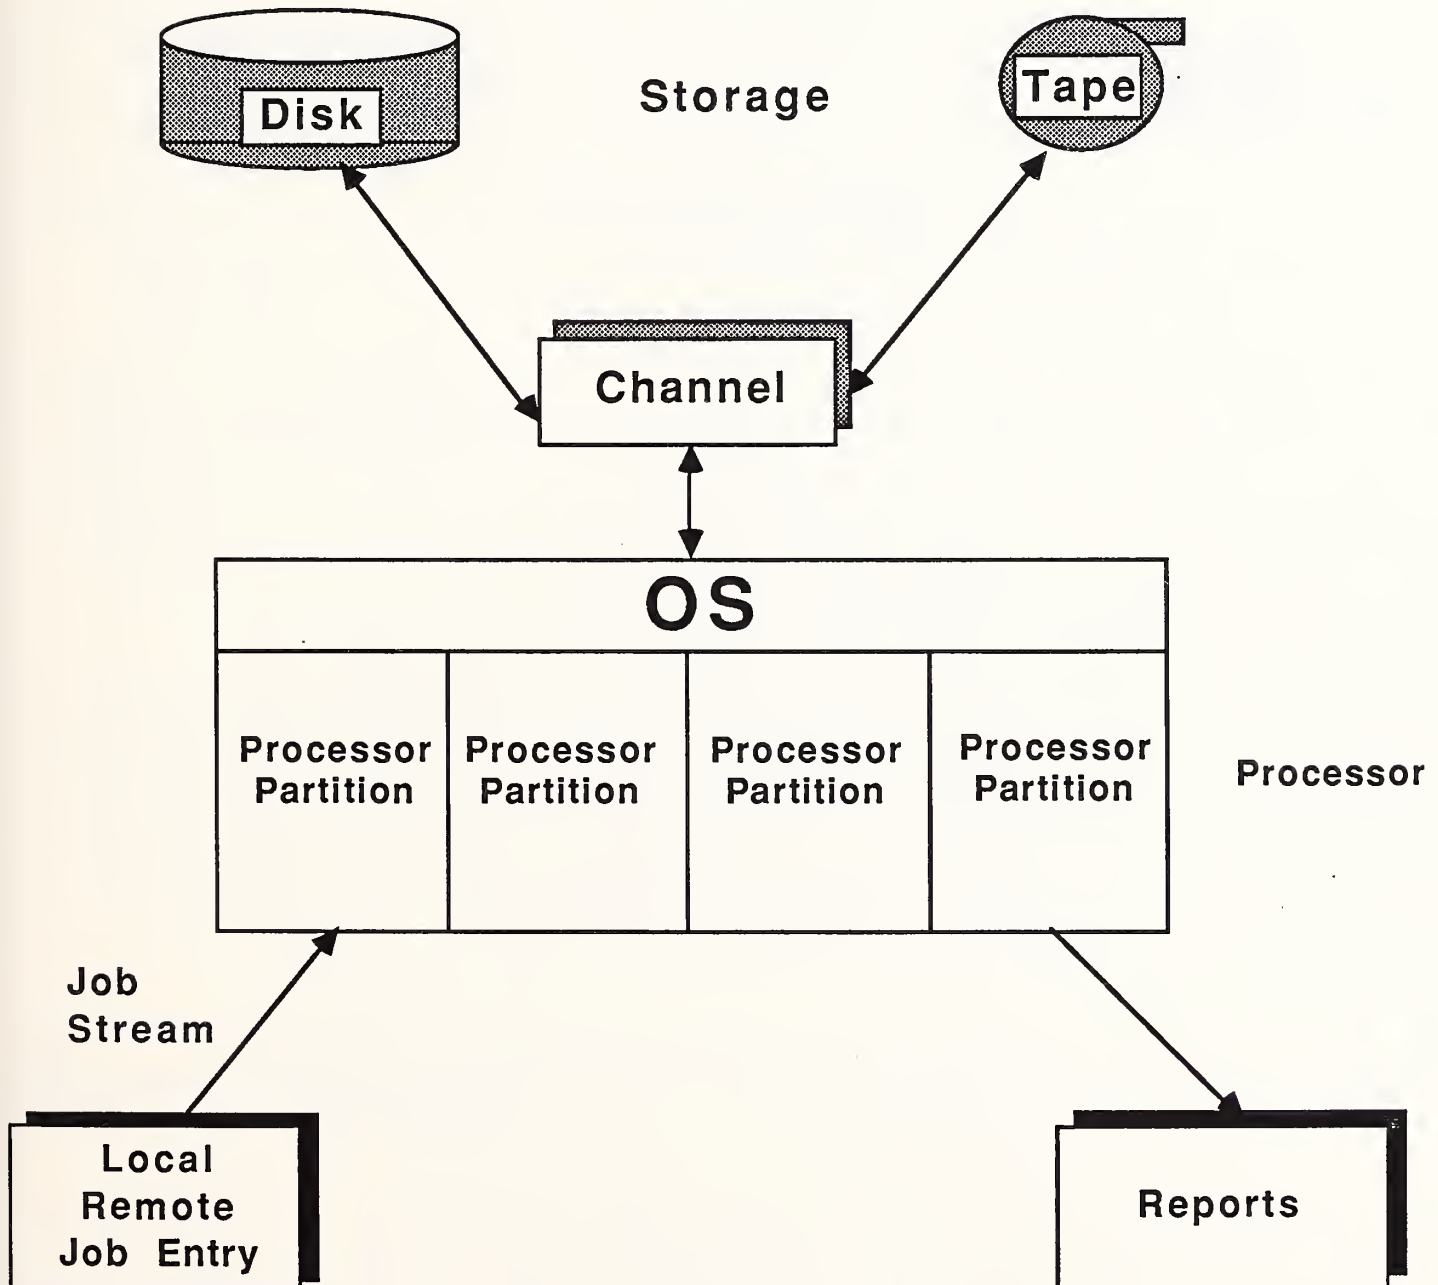 Disk
Storage
Tape
Channel
OS
Processor
Partition
Processor
Partition
Processor
Partition
Processor
Partition
Processor
Job
Stream
Local
Remote
Job Entry
Reports